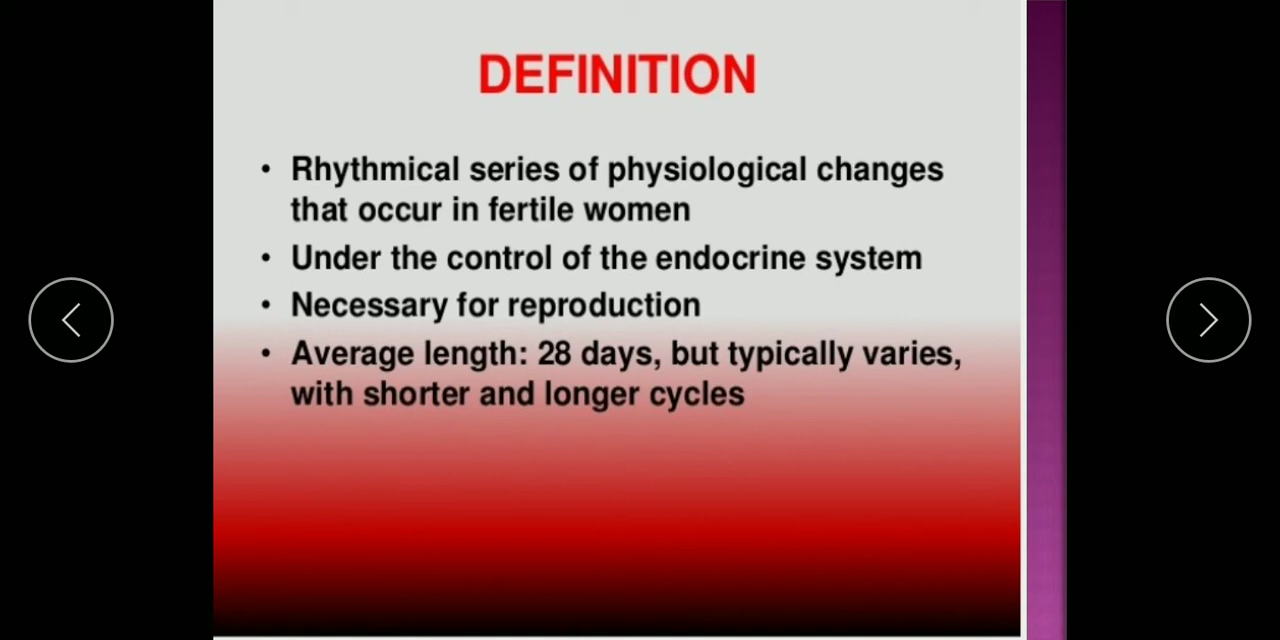 DEFINITION
• Rhythmical series of physiological changes
that occur in fertile women
• Under the control of the endocrine system
• Necessary for reproduction
• Average length: 28 days, but typically varies,
with shorter and longer cycles